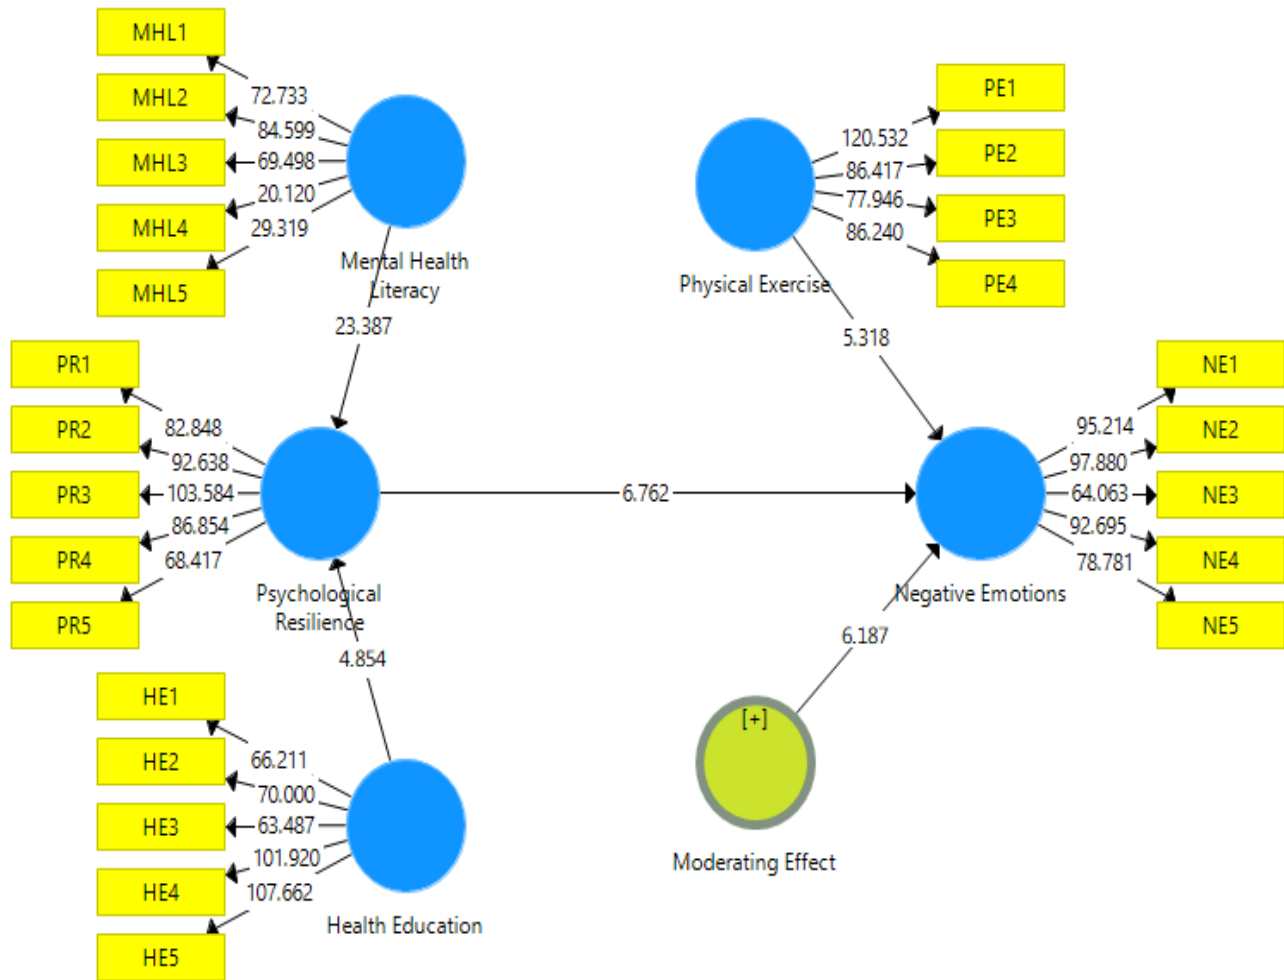 MHL1
MHL2
MHL3
MHL4
MHL5
72.733
84.599
69.498
20.120
29.319
Mental Health
Literacy
23.387
PE1
PE2
PE3
PE4
120.532
86.417
77.946
86.240
Physical Exercise
5.318
PR1
PR2
PR3
PR4
PR5
82.848
92.638
103.584
86.854
68.417
Psychological
Resilience
6.762
NE1
NE2
NE3
NE4
NE5
95.214
97.880
64.063
92.695
78.781
Negative Emotions
4.854
6.187
HE1
HE2
HE3
HE4
HE5
66.211
70.000
63.487
101.920
107.662
Health Education
[+]
Moderating Effect